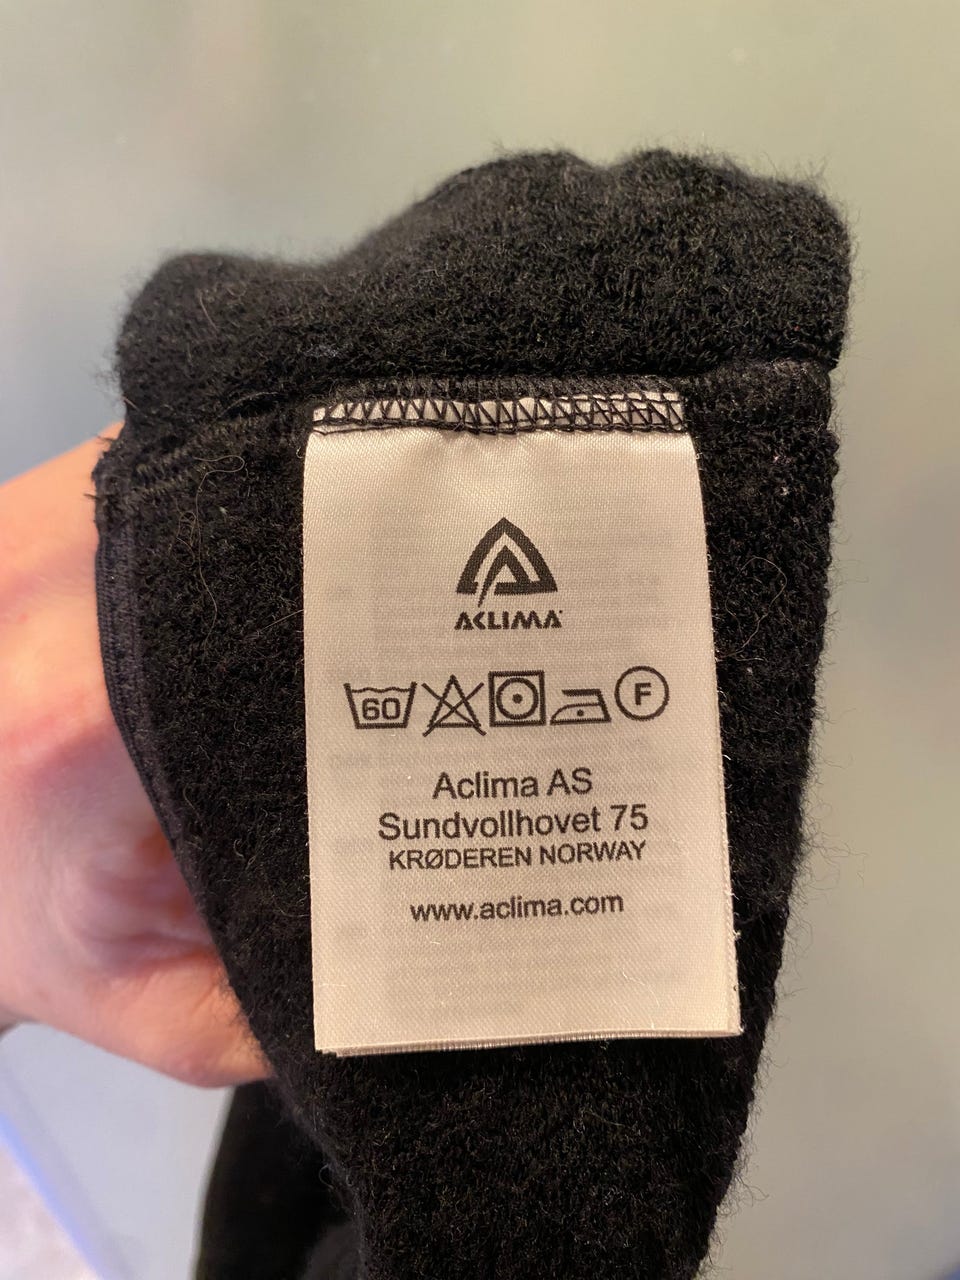 ACLIMA
60 F
Aclima AS
Sundvollhovet 75
KRØDEREN NORWAY
www.aclima.com